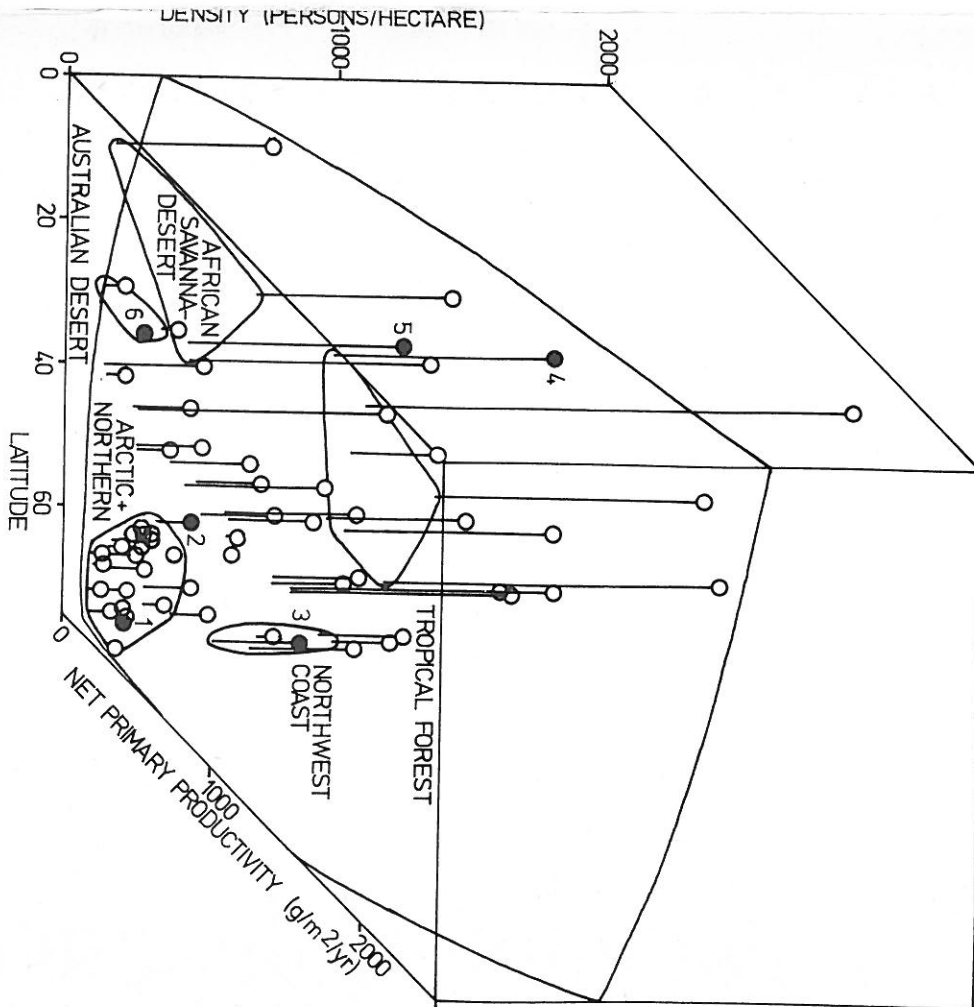 DENSITY (PERSONS/HECTARE)
0
1000
2000
0
20
40
60
0
LATITUDE
AUSTRALIAN DESERT
AFRICAN
SAVANNA-
DESERT
6
5
4
ARCTIC+
NORTHERN
2
1
3
NORTHWEST
COAST
TROPICAL FOREST
NET PRIMARY PRODUCTIVITY (g/m2/yr)
1000
2000